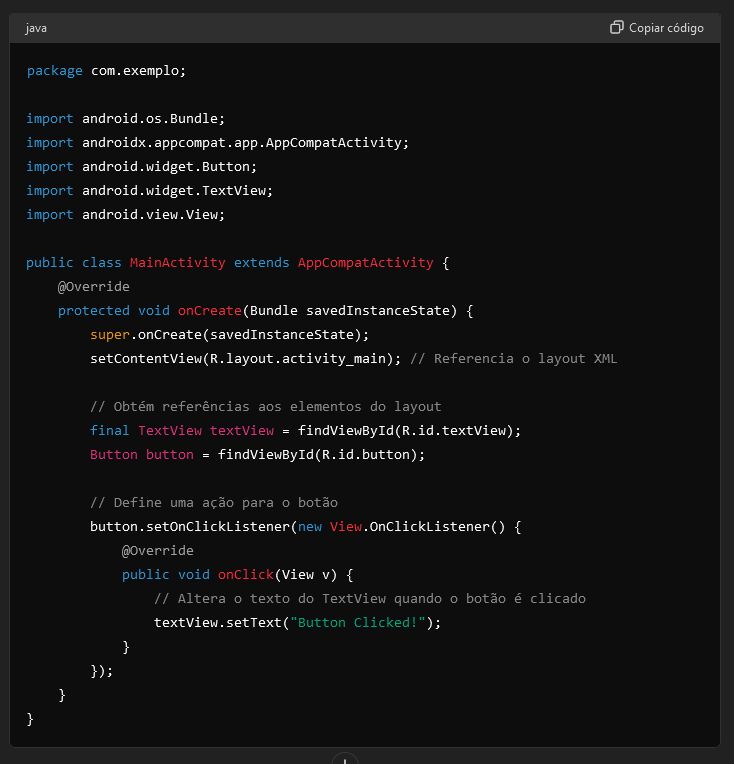 java
Copiar código
package com.exemplo;
import android.os.Bundle;
import androidx.appcompat.app.AppCompatActivity;
import android.widget.Button;
import android.widget.TextView;
import android.view.View;
public class MainActivity extends AppCompatActivity {
    @Override
    protected void onCreate(Bundle savedInstanceState) {
        super.onCreate(savedInstanceState);
        setContentView(R.layout.activity_main); // Referencia o layout XML
        // Obtém referências aos elementos do layout
        final TextView textView = findViewById(R.id.textView);
        Button button = findViewById(R.id.button);
        // Define uma ação para o botão
        button.setOnClickListener(new View.OnClickListener() {
            @Override
            public void onClick(View v) {
                // Altera o texto do TextView quando o botão é clicado
                textView.setText("Button Clicked!");
            }
        });
    }
}